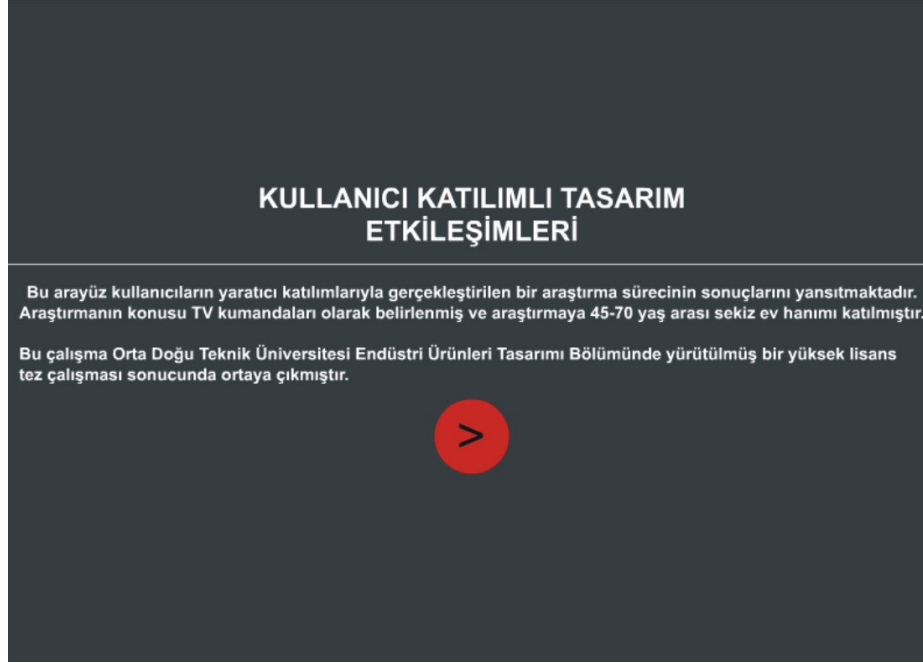 KULLANICI KATILIMLI TASARIM
ETKİLEŞİMLERİ
Bu arayüz kullanıcıların yaratıcı katılımlarıyla gerçekleştirilen bir araştırma sürecinin sonuçlarını yansıtmaktadır.
Araştırmanın konusu TV kumandaları olarak belirlenmiş ve araştırmaya 45-70 yaş arası sekiz ev hanımı katılmıştır.
Bu çalışma Orta Doğu Teknik Üniversitesi Endüstri Ürünleri Tasarımı Bölümünde yürütülmüş bir yüksek lisans
tez çalışması sonucunda ortaya çıkmıştır.
>